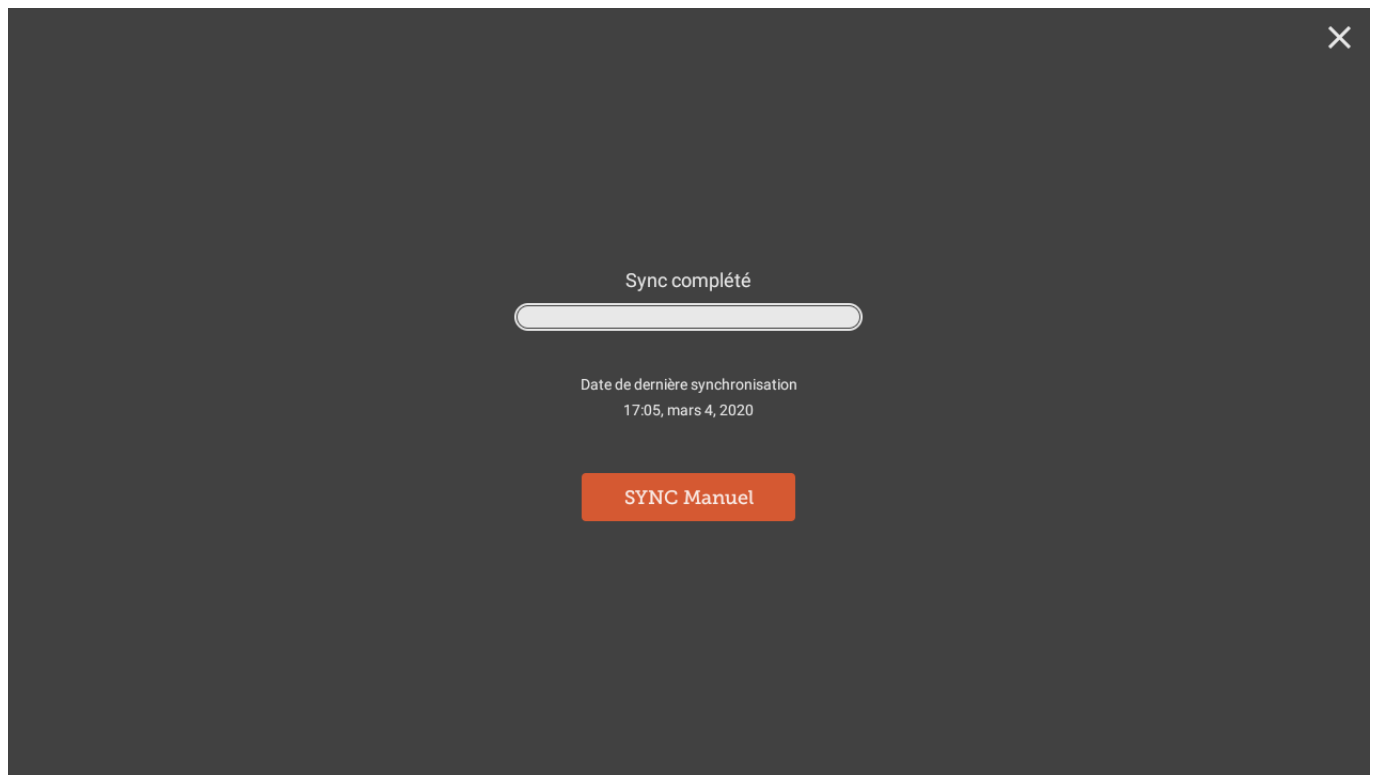 Sync complété
Date de dernière synchronisation
17:05, mars 4, 2020
SYNC Manuel